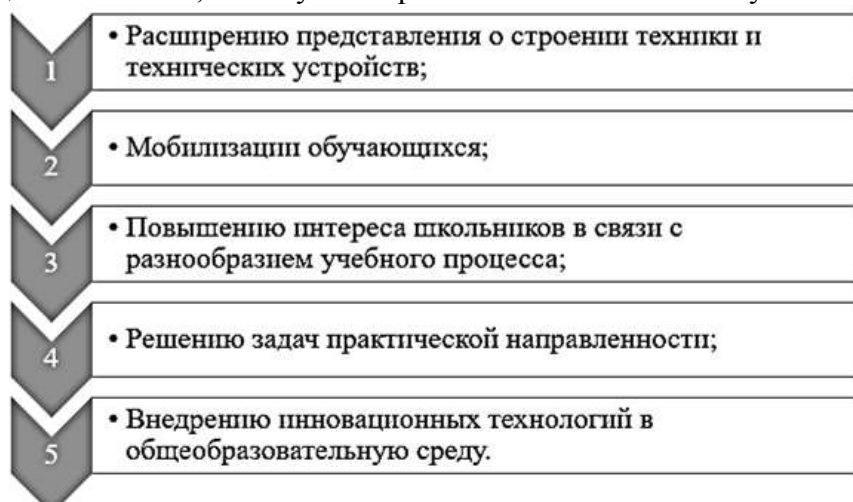 1
• Расширению представления о строении техники и
технических устройств;
2
• Мобилизации обучающихся;
3
• Повышению интереса школьников в связи с
разнообразием учебного процесса;
4
• Решению задач практической направленности;
5
• Внедрению инновационных технологий в
общеобразовательную среду.